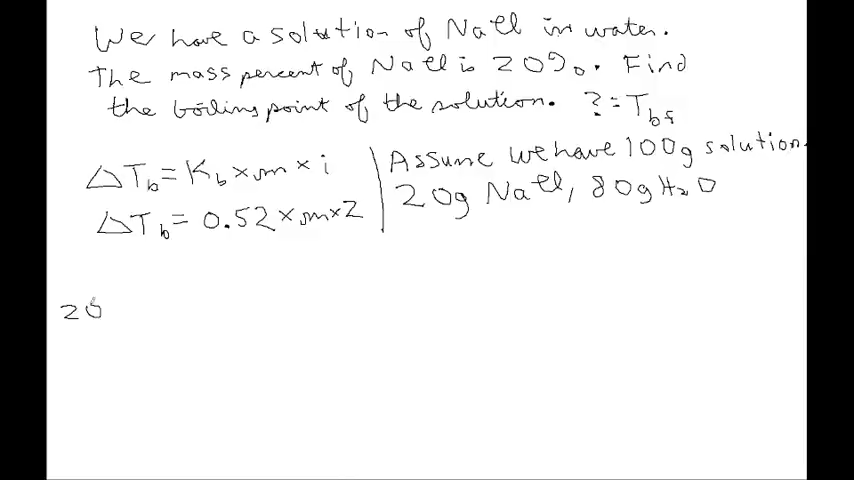 We have a solution of NaCl in water.
The mass percent of NaCl is 20%. Find
the boiling point of the solution. ? = Tbf
ΔTb = Kb × m × i
ΔTb = 0.52 × m × 2
Assume we have 100g solution.
20g NaCl, 80g H2O
20